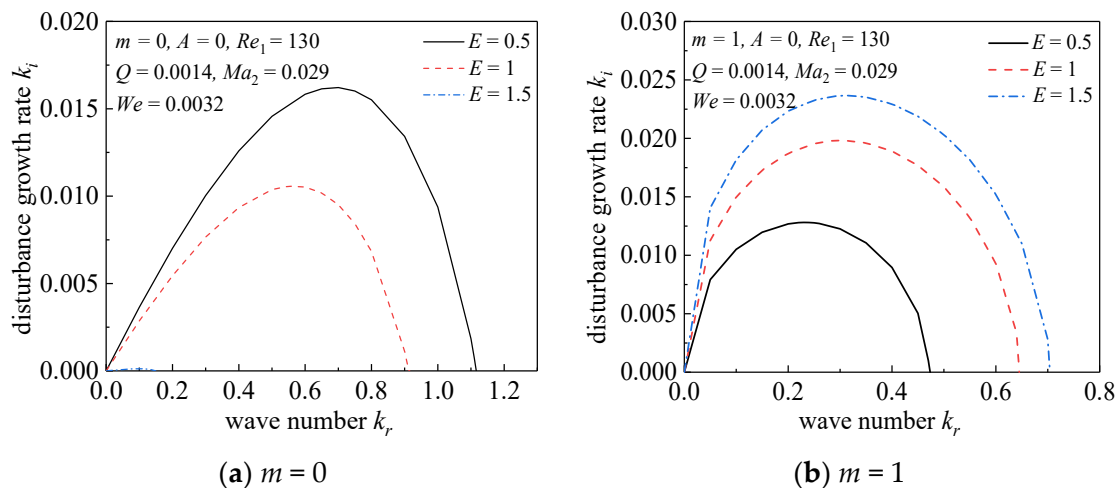 0.020
0.015
0.010
0.005
0.000
disturbance growth rate k_i
m = 0, A = 0, Re₁ = 130
Q = 0.0014, Ma₂ = 0.029
We = 0.0032
E = 0.5
E = 1
E = 1.5
0.0 0.2 0.4 0.6 0.8 1.0 1.2
wave number k_r
(a) m = 0
0.030
0.025
0.020
0.015
0.010
0.005
0.000
disturbance growth rate k_i
m = 1, A = 0, Re₁ = 130
Q = 0.0014, Ma₂ = 0.029
We = 0.0032
E = 0.5
E = 1
E = 1.5
0.0 0.2 0.4 0.6 0.8
wave number k_r
(b) m = 1